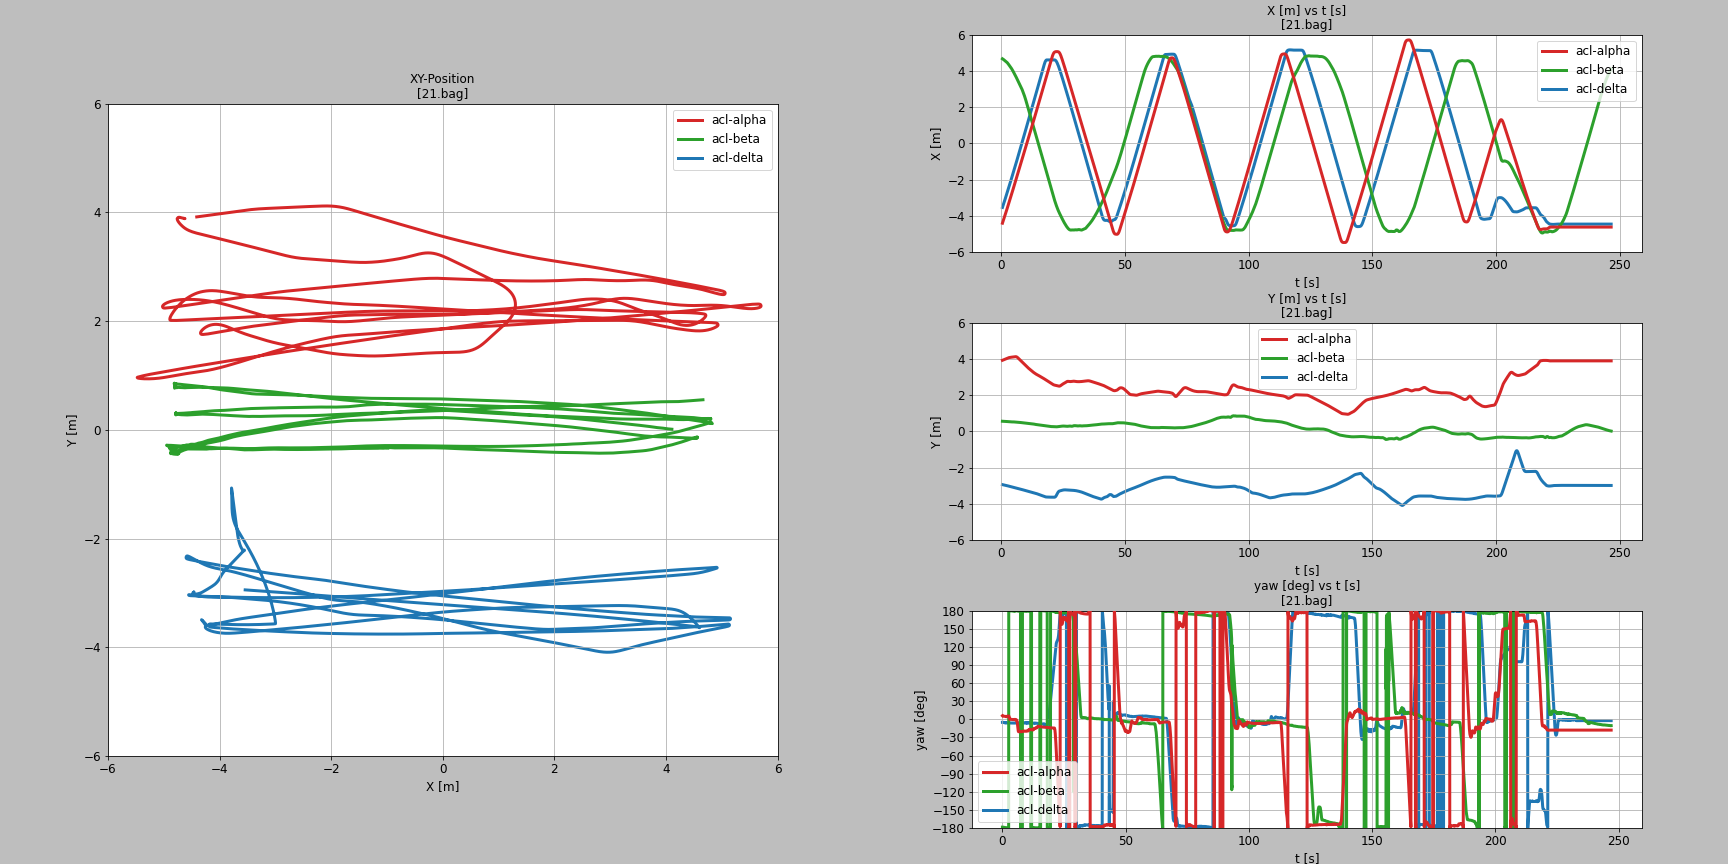 XY-Position
[21.bag]
6
4
2
0
−2
−4
−6
−6
−4
−2
0
2
4
6
Y [m]
X [m]
acl-alpha
acl-beta
acl-delta
X [m] vs t [s]
[21.bag]
6
4
2
0
−2
−4
−6
0
50
100
150
200
250
X [m]
t [s]
acl-alpha
acl-beta
acl-delta
Y [m] vs t [s]
[21.bag]
6
4
2
0
−2
−4
−6
0
50
100
150
200
250
Y [m]
t [s]
acl-alpha
acl-beta
acl-delta
yaw [deg] vs t [s]
[21.bag]
180
150
120
90
60
30
0
−30
−60
−90
−120
−150
−180
0
50
100
150
200
250
yaw [deg]
t [s]
acl-alpha
acl-beta
acl-delta